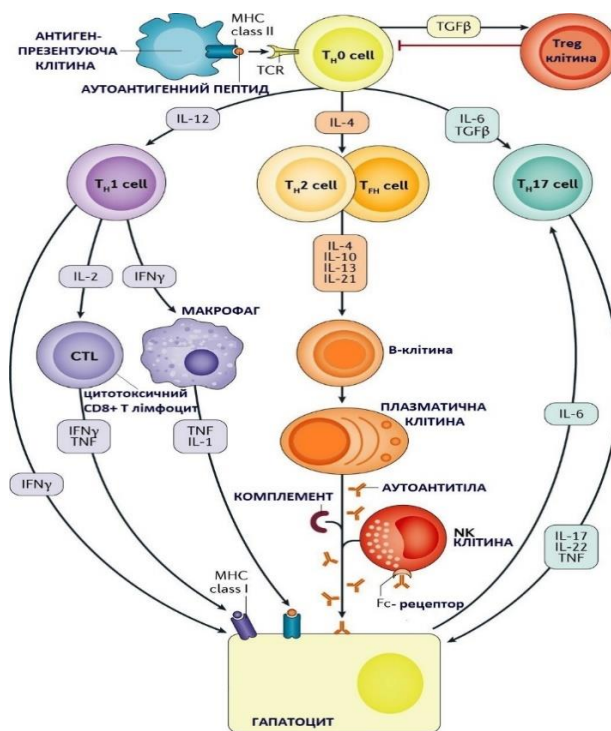 АНТИГЕН-
ПРЕЗЕНТУЮЧА
КЛІТИНА
MHC
class II
TCR
АУТОАНТИГЕННИЙ ПЕПТИД
TH0 cell
TGFβ
Treg
клітина
IL-12
IL-4
IL-6
TGFβ
TH1 cell
TH2 cell
TFH cell
TH17 cell
IL-2
IFNγ
IL-4
IL-10
IL-13
IL-21
МАКРОФАГ
CTL
цитотоксичний
CD8+ Т лімфоцит
В-клітина
ПЛАЗМАТИЧНА
КЛІТИНА
IFNγ
TNF
TNF
IL-1
IL-6
IFNγ
АУТОАНТИТІЛА
КОМПЛЕМЕНТ
NK
КЛІТИНА
IL-17
IL-22
TNF
MHC
class I
Fc- рецептор
ГАПАТОЦИТ